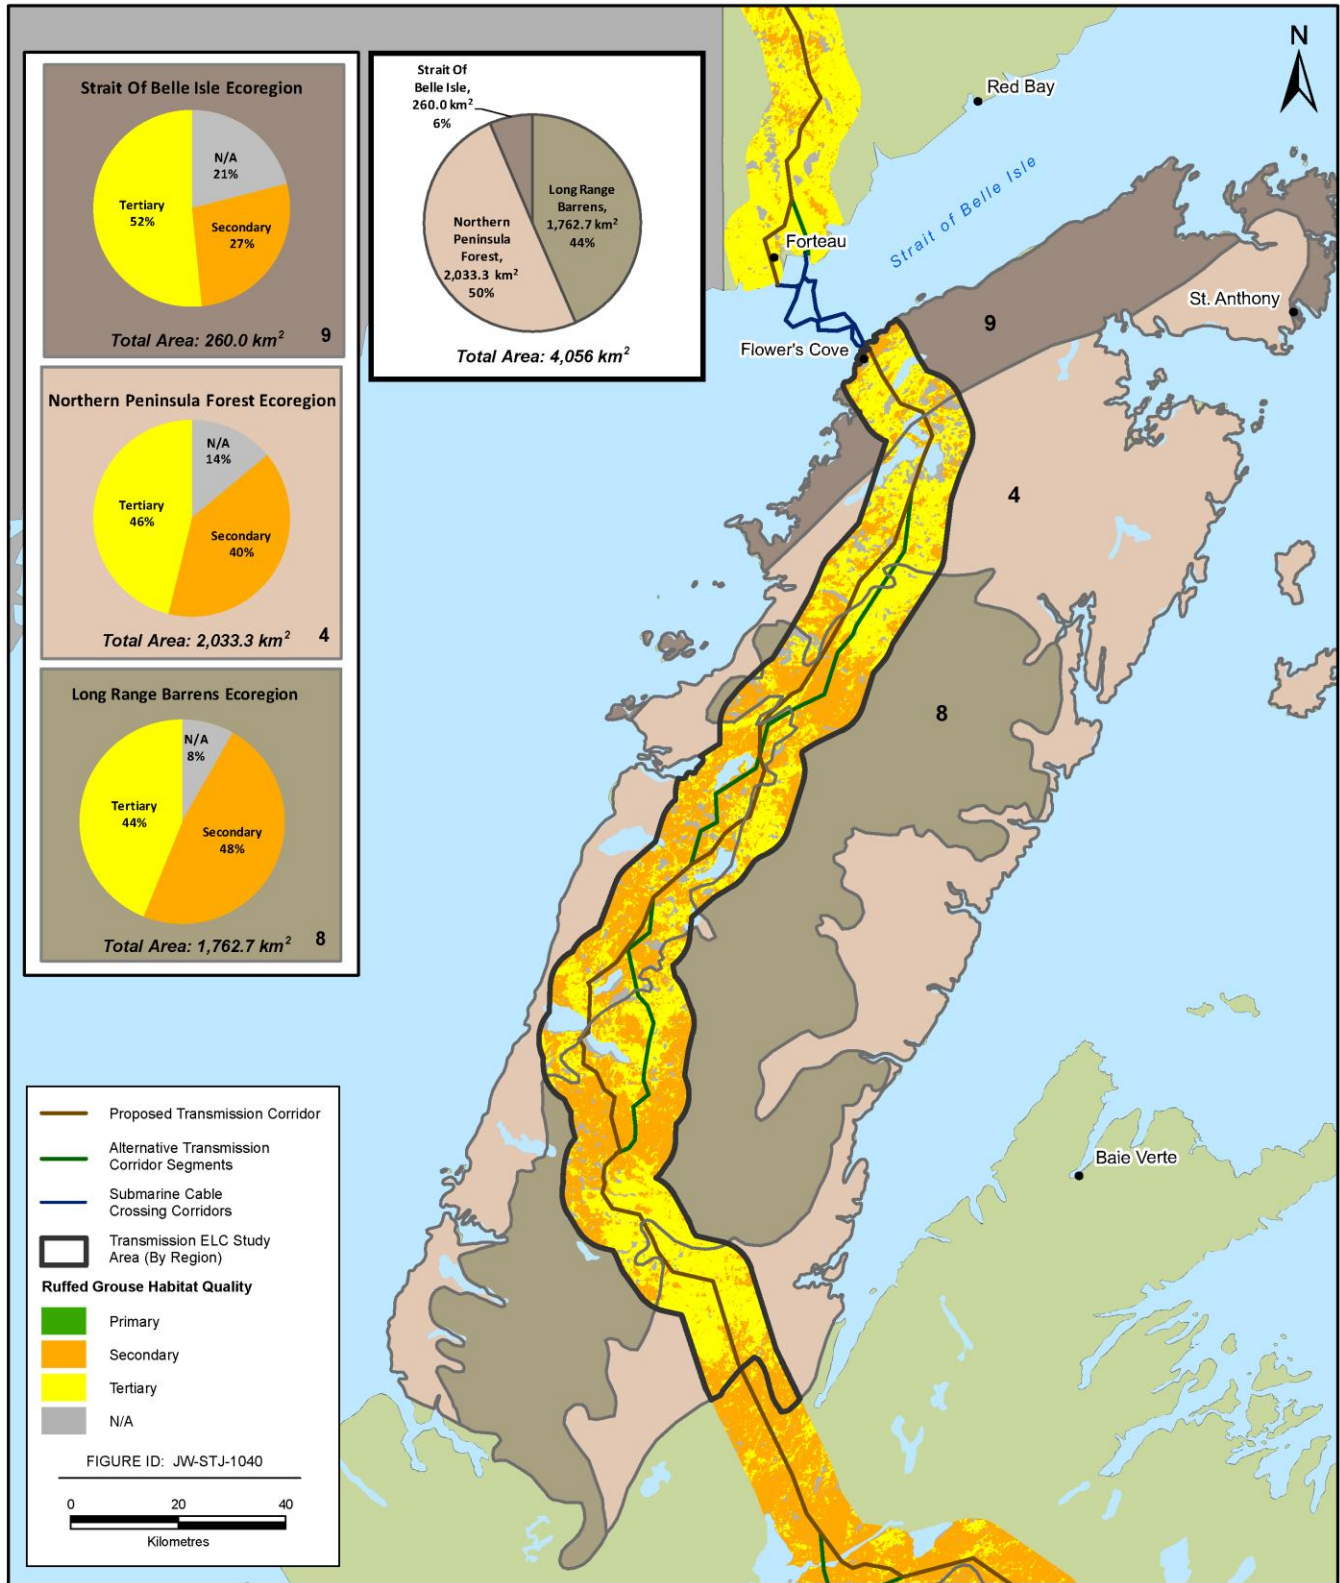 Strait Of Belle Isle Ecoregion
N/A
21%
Tertiary
52%
Secondary
27%
Total Area: 260.0 km²
9
Northern Peninsula Forest Ecoregion
N/A
14%
Tertiary
46%
Secondary
40%
Total Area: 2,033.3 km²
4
Long Range Barrens Ecoregion
N/A
8%
Tertiary
44%
Secondary
48%
Total Area: 1,762.7 km²
8
Strait Of
Belle Isle,
260.0 km²
6%
Long Range
Barrens,
1,762.7 km²
44%
Northern
Peninsula
Forest,
2,033.3 km²
50%
Total Area: 4,056 km²
N
Red Bay
Strait of Belle Isle
Forteau
St. Anthony
9
Flower's Cove
4
8
Baie Verte
Proposed Transmission Corridor
Alternative Transmission
Corridor Segments
Submarine Cable
Crossing Corridors
Transmission ELC Study
Area (By Region)
Ruffed Grouse Habitat Quality
Primary
Secondary
Tertiary
N/A
FIGURE ID: JW-STJ-1040
0 20 40
Kilometres